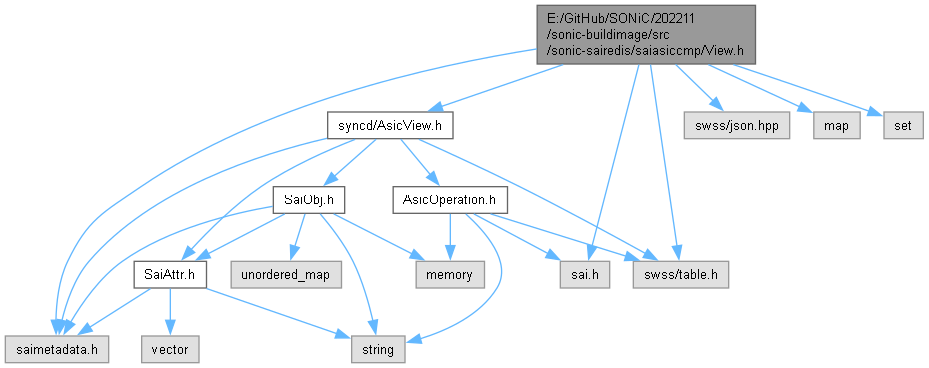 E:/GitHub/SONiC/202211
/sonic-buildimage/src
/sonic-sairedis/saiasiccmp/View.h
syncd/AsicView.h
swss/json.hpp
map
set
SaiObj.h
AsicOperation.h
SaiAttr.h
unordered_map
memory
sai.h
swss/table.h
saimetadata.h
vector
string